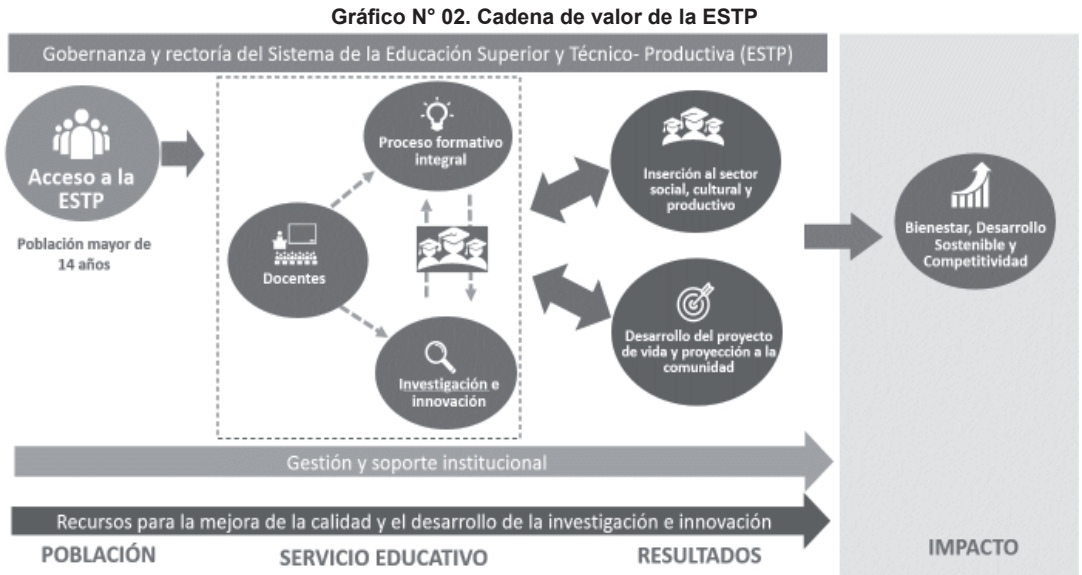 Gráfico N° 02. Cadena de valor de la ESTP
Gobernanza y rectoría del Sistema de la Educación Superior y Técnico- Productiva (ESTP)
Acceso a la
ESTP
Población mayor de
14 años
Docentes
Proceso formativo
integral
Investigación e
innovación
Inserción al sector
social, cultural y
productivo
Desarrollo del proyecto
de vida y proyección a la
comunidad
Bienestar, Desarrollo
Sostenible y
Competitividad
Gestión y soporte institucional
Recursos para la mejora de la calidad y el desarrollo de la investigación e innovación
POBLACIÓN
SERVICIO EDUCATIVO
RESULTADOS
IMPACTO